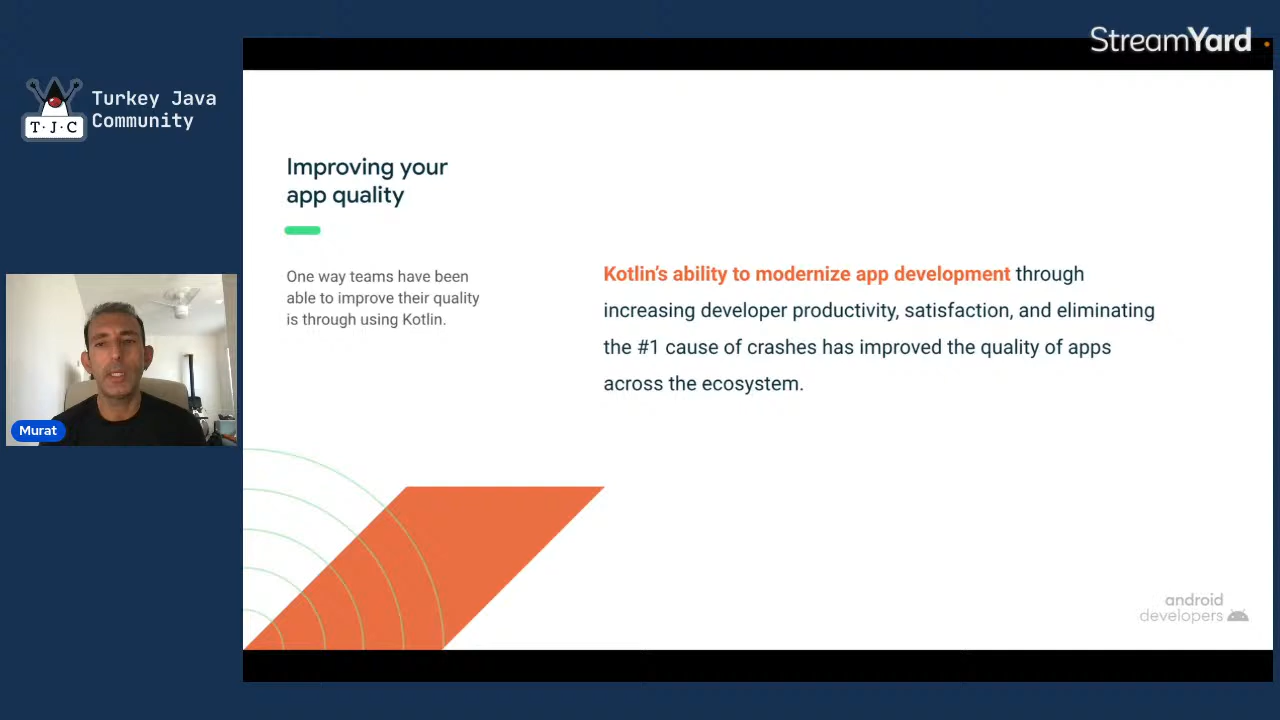 StreamYard
T·J·C
Turkey Java
Community
Improving your
app quality
One way teams have been
able to improve their quality
is through using Kotlin.
Kotlin's ability to modernize app development through
increasing developer productivity, satisfaction, and eliminating
the #1 cause of crashes has improved the quality of apps
across the ecosystem.
Murat
android
developers